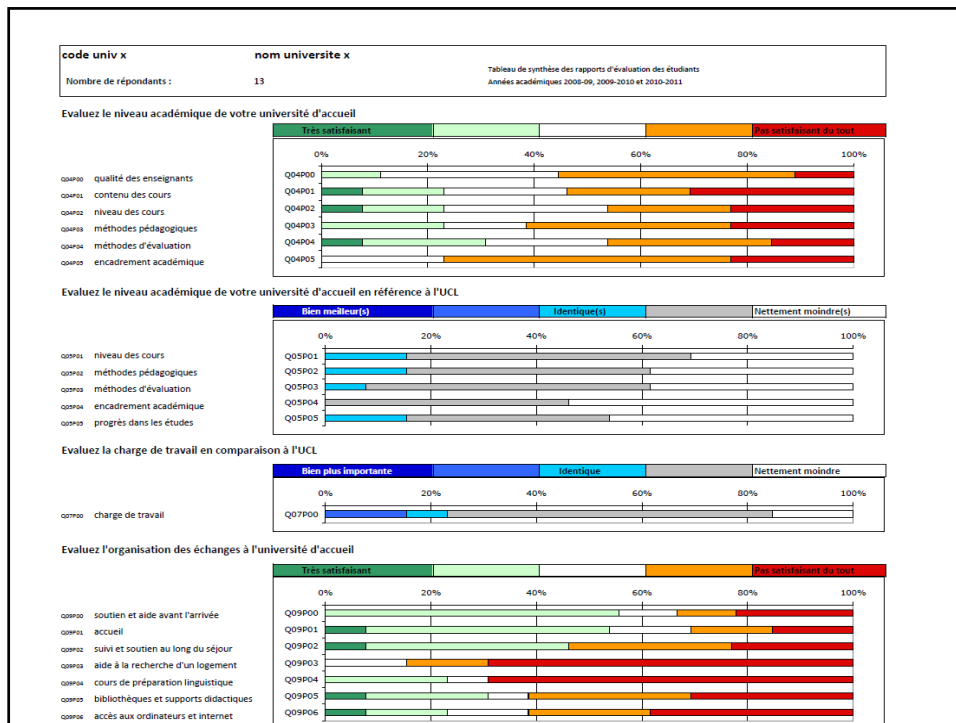 code univ x nom universite x
Tableau de synthèse des rapports d'évaluation des étudiants
Nombre de répondants : 13 Années académiques 2008-09, 2009-2010 et 2010-2011
Evaluez le niveau académique de votre université d'accueil
Très satisfaisant Pas satisfaisant du tout
0% 20% 40% 60% 80% 100%
Q04P00 qualité des enseignants Q04P00
Q04P01 contenu des cours Q04P01
Q04P02 niveau des cours Q04P02
Q04P03 méthodes pédagogiques Q04P03
Q04P04 méthodes d'évaluation Q04P04
Q04P05 encadrement académique Q04P05
Evaluez le niveau académique de votre université d'accueil en référence à l'UCL
Bien meilleur(s) Identique(s) Nettement moindre(s)
0% 20% 40% 60% 80% 100%
Q05P01 niveau des cours Q05P01
Q05P02 méthodes pédagogiques Q05P02
Q05P03 méthodes d'évaluation Q05P03
Q05P04 encadrement académique Q05P04
Q05P05 progrès dans les études Q05P05
Evaluez la charge de travail en comparaison à l'UCL
Bien plus importante Identique Nettement moindre
0% 20% 40% 60% 80% 100%
Q07P00 charge de travail Q07P00
Evaluez l'organisation des échanges à l'université d'accueil
Très satisfaisant Pas satisfaisant du tout
0% 20% 40% 60% 80% 100%
Q09P00 soutien et aide avant l'arrivée Q09P00
Q09P01 accueil Q09P01
Q09P02 suivi et soutien au long du séjour Q09P02
Q09P03 aide à la recherche d'un logement Q09P03
Q09P04 cours de préparation linguistique Q09P04
Q09P05 bibliothèques et supports didactiques Q09P05
Q09P06 accès aux ordinateurs et internet Q09P06